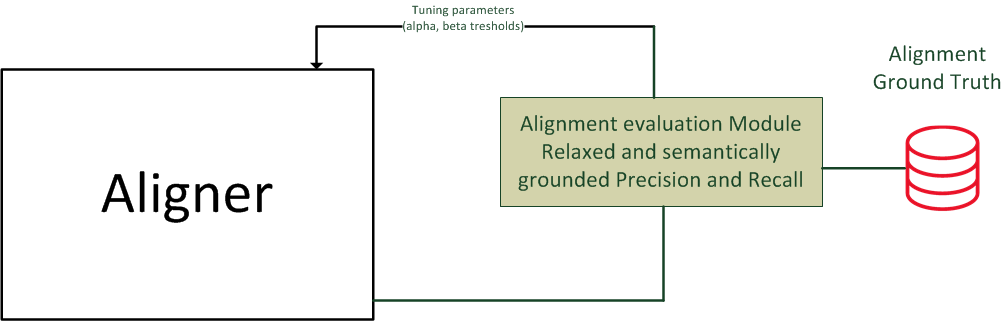 Tuning parameters
(alpha, beta tresholds)
Alignment
Ground Truth
Alignment evaluation Module
Relaxed and semantically
grounded Precision and Recall
Aligner